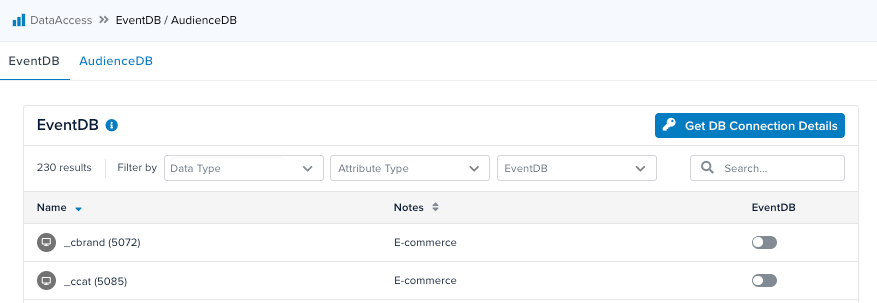 DataAccess >> EventDB / AudienceDB
EventDB AudienceDB
EventDB
Get DB Connection Details
230 results Filter by Data Type Attribute Type EventDB Search...
Name Notes EventDB
_cbrand (5072) E-commerce
_ccat (5085) E-commerce